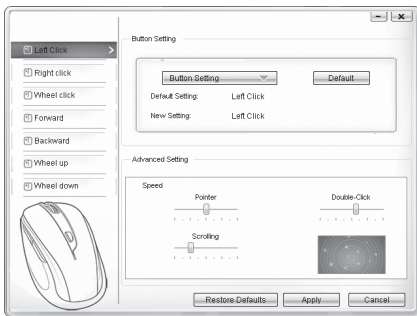 Left Click
Right click
Wheel click
Forward
Backward
Wheel up
Wheel down
Button Setting
Button Setting
Default
Default Setting: Left Click
New Setting: Left Click
Advanced Setting
Speed
Pointer
Double-Click
Scrolling
Restore Defaults
Apply
Cancel